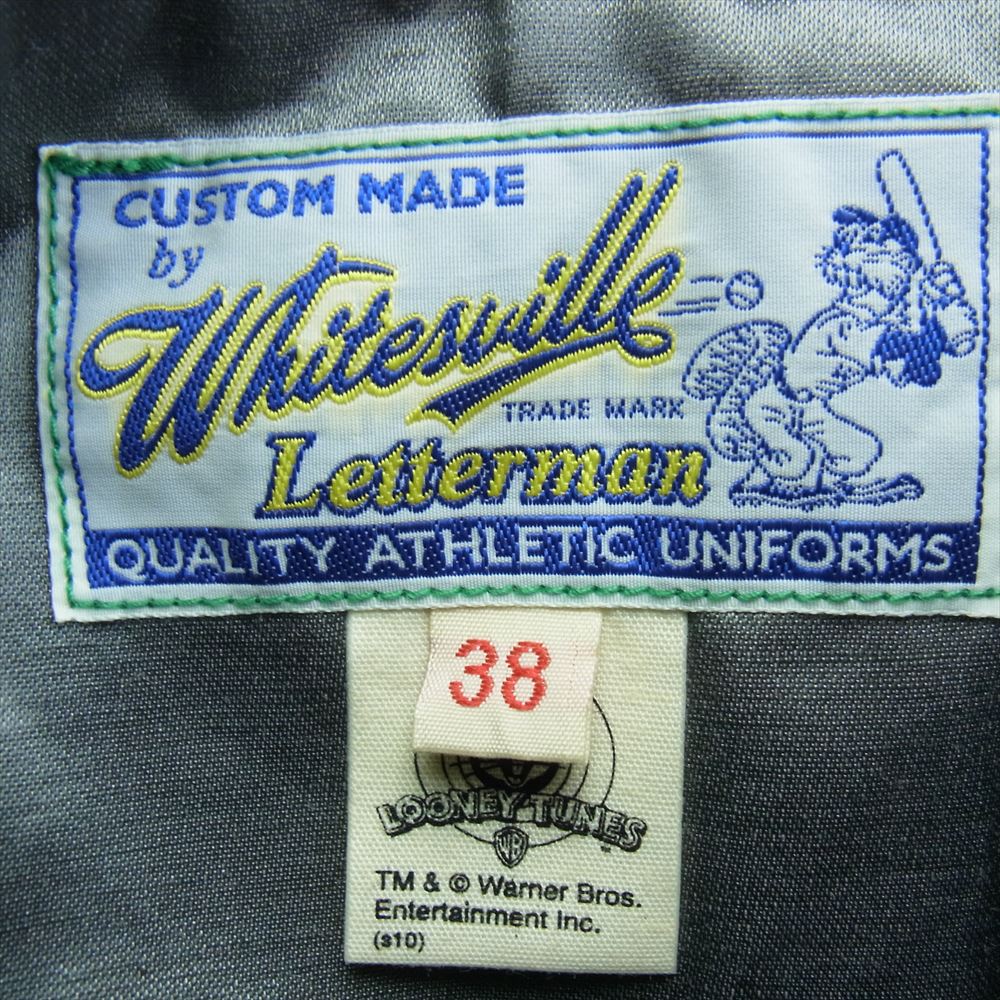 CUSTOM MADE
by
Whitesville
TRADE MARK
Letterman
QUALITY ATHLETIC UNIFORMS
38
LOONEY TUNES
WB
TM & © Warner Bros.
Entertainment Inc.
(s10)